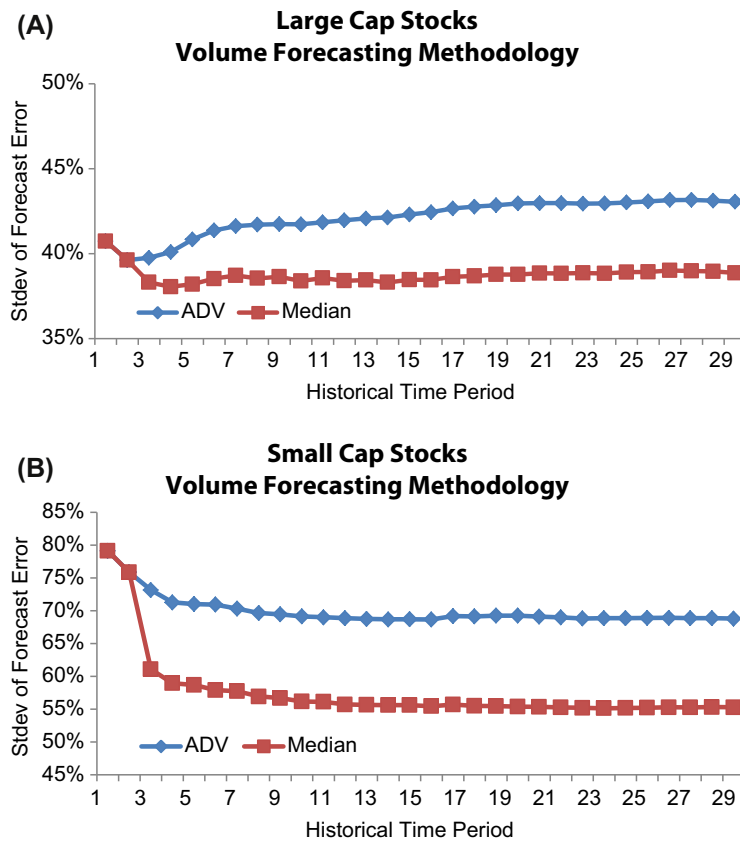 (A)
Large Cap Stocks
Volume Forecasting Methodology
Stdev of Forecast Error
50%
45%
40%
35%
ADV Median
1 3 5 7 9 11 13 15 17 19 21 23 25 27 29
Historical Time Period
(B)
Small Cap Stocks
Volume Forecasting Methodology
Stdev of Forecast Error
85%
80%
75%
70%
65%
60%
55%
50%
45%
ADV Median
1 3 5 7 9 11 13 15 17 19 21 23 25 27 29
Historical Time Period